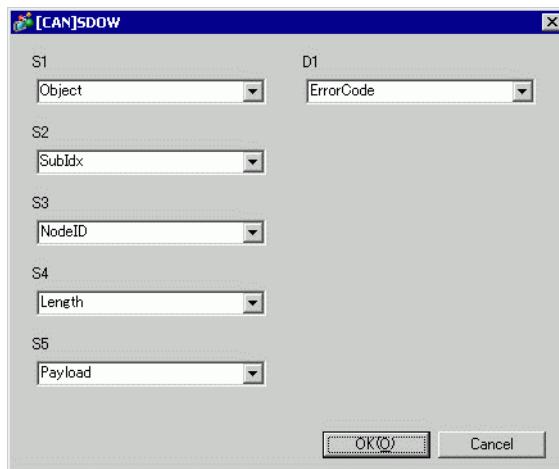 [CAN]SDOW
S1
D1
Object
ErrorCode
S2
SubIdx
S3
NodeID
S4
Length
S5
Payload
OK(O)
Cancel